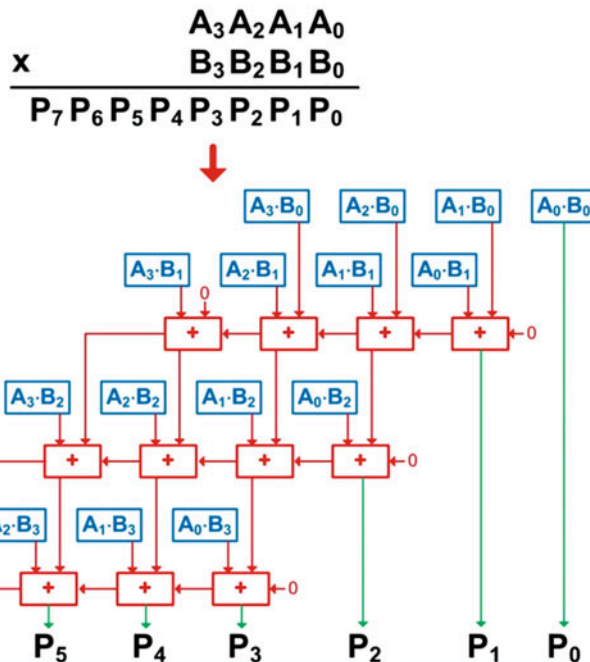 A₃ A₂ A₁ A₀
x B₃ B₂ B₁ B₀
P₇ P₆ P₅ P₄ P₃ P₂ P₁ P₀
A₃·B₀ A₂·B₀ A₁·B₀ A₀·B₀
A₃·B₁ A₂·B₁ A₁·B₁ A₀·B₁
0
+ + + + 0
A₃·B₂ A₂·B₂ A₁·B₂ A₀·B₂
+ + + + 0
₂·B₃ A₁·B₃ A₀·B₃
+ + + 0
P₅ P₄ P₃ P₂ P₁ P₀